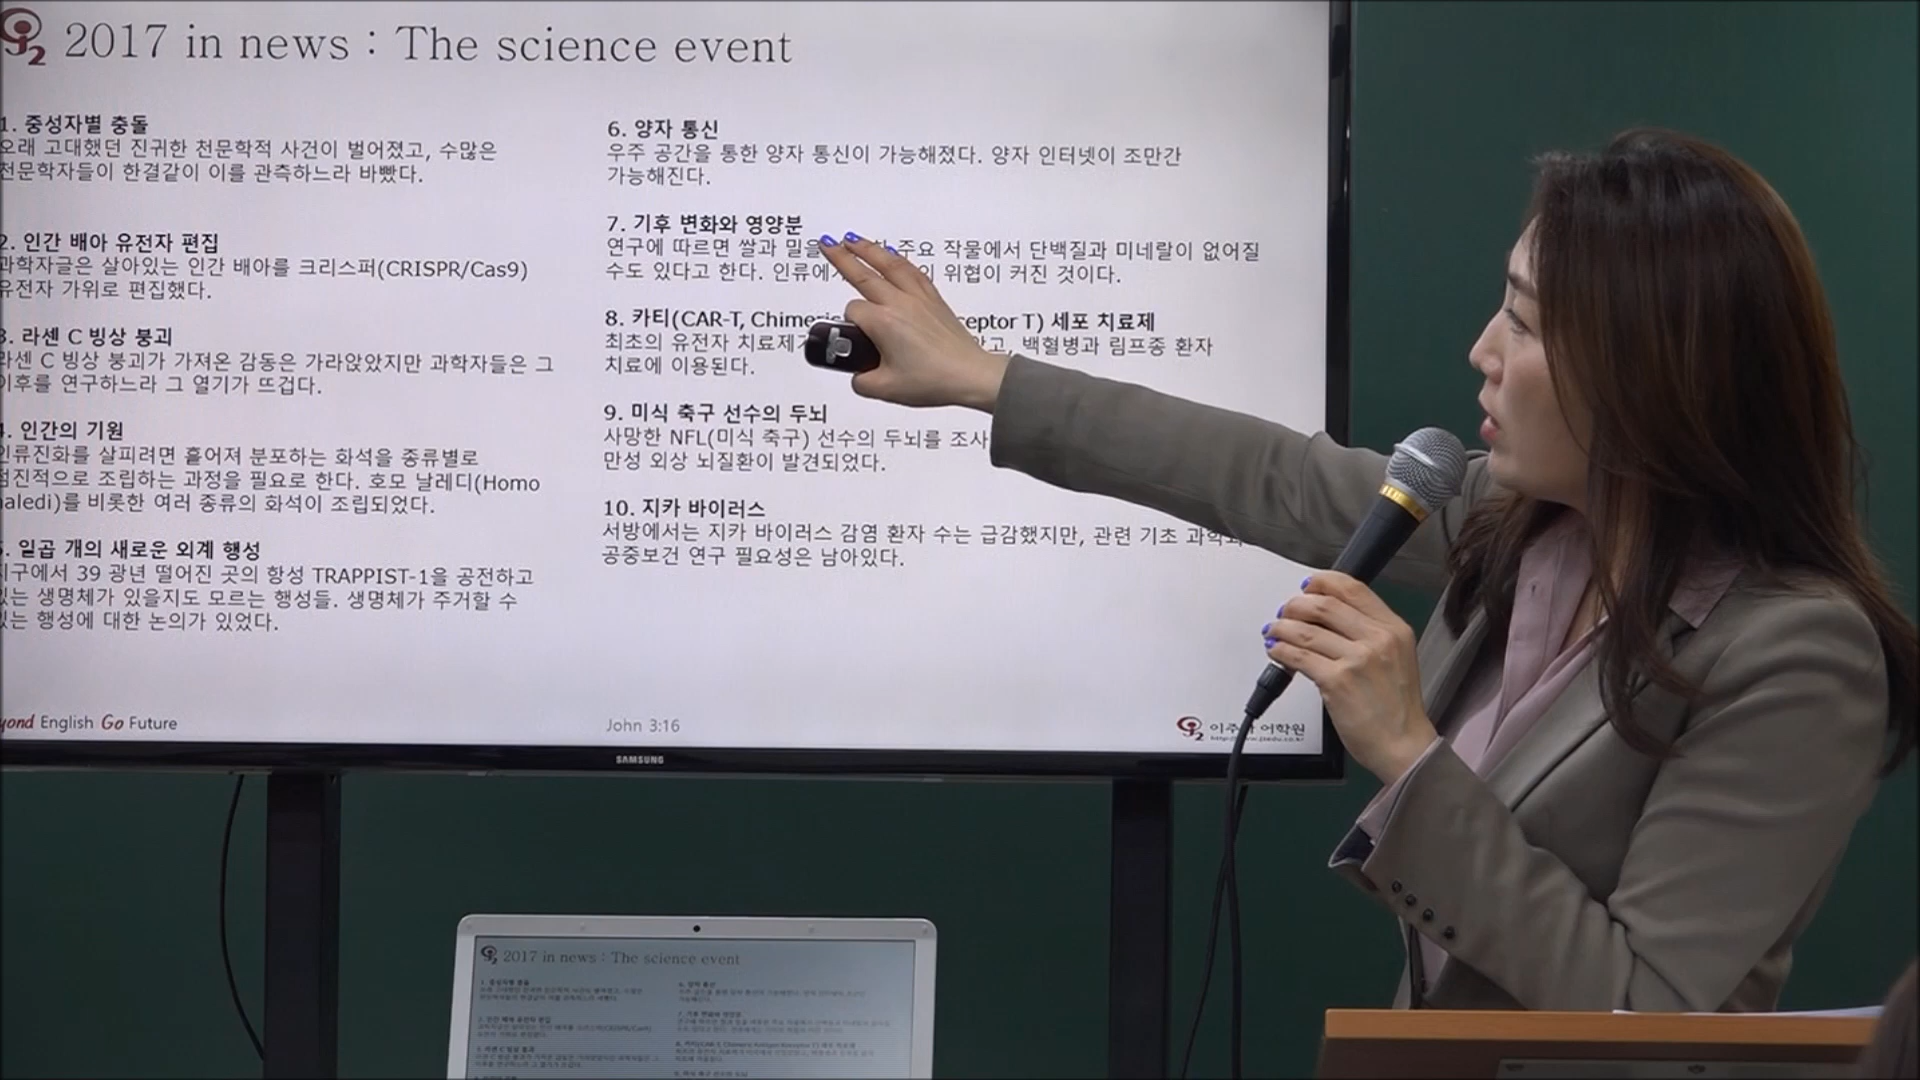 2017 in news : The science event
1. 중성자별 충돌
오래 고대했던 진귀한 천문학적 사건이 벌어졌고, 수많은
천문학자들이 한결같이 이를 관측하느라 바빴다.
2. 인간 배아 유전자 편집
과학자글은 살아있는 인간 배아를 크리스퍼(CRISPR/Cas9)
유전자 가위로 편집했다.
3. 라센 C 빙상 붕괴
라센 C 빙상 붕괴가 가져온 감동은 가라앉았지만 과학자들은 그
이후를 연구하느라 그 열기가 뜨겁다.
4. 인간의 기원
인류진화를 살피려면 흩어져 분포하는 화석을 종류별로
점진적으로 조립하는 과정을 필요로 한다. 호모 날레디(Homo
naledi)를 비롯한 여러 종류의 화석이 조립되었다.
5. 일곱 개의 새로운 외계 행성
지구에서 39 광년 떨어진 곳의 항성 TRAPPIST-1을 공전하고
있는 생명체가 있을지도 모르는 행성들. 생명체가 주거할 수
있는 행성에 대한 논의가 있었다.
6. 양자 통신
우주 공간을 통한 양자 통신이 가능해졌다. 양자 인터넷이 조만간
가능해진다.
7. 기후 변화와 영양분
연구에 따르면 쌀과 밀을 주요 작물에서 단백질과 미네랄이 없어질
수도 있다고 한다. 위협이 커진 것이다.
8. 카티(CAR-T, eceptor T) 세포 치료제
최초의 유전자 백혈병과 림프종 환자
치료에 이용된다.
9. 미식 축구 선수의 두뇌
사망한 NFL(미식 축구) 선수의 두뇌를 조사
만성 외상 뇌질환이 발견되었다.
10. 지카 바이러스
서방에서는 지카 바이러스 감염 환자 수는 급감했지만, 관련 기초
공중보건 연구 필요성은 남아있다.
yond English Go Future
John 3:16
어학원
SAMSUNG
2017 in news : The science event